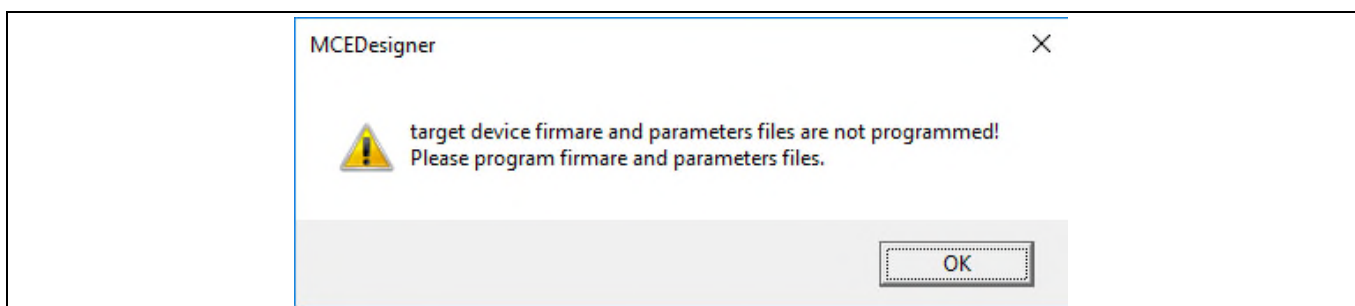 MCEDesigner
target device firmare and parameters files are not programmed!
Please program firmare and parameters files.
OK